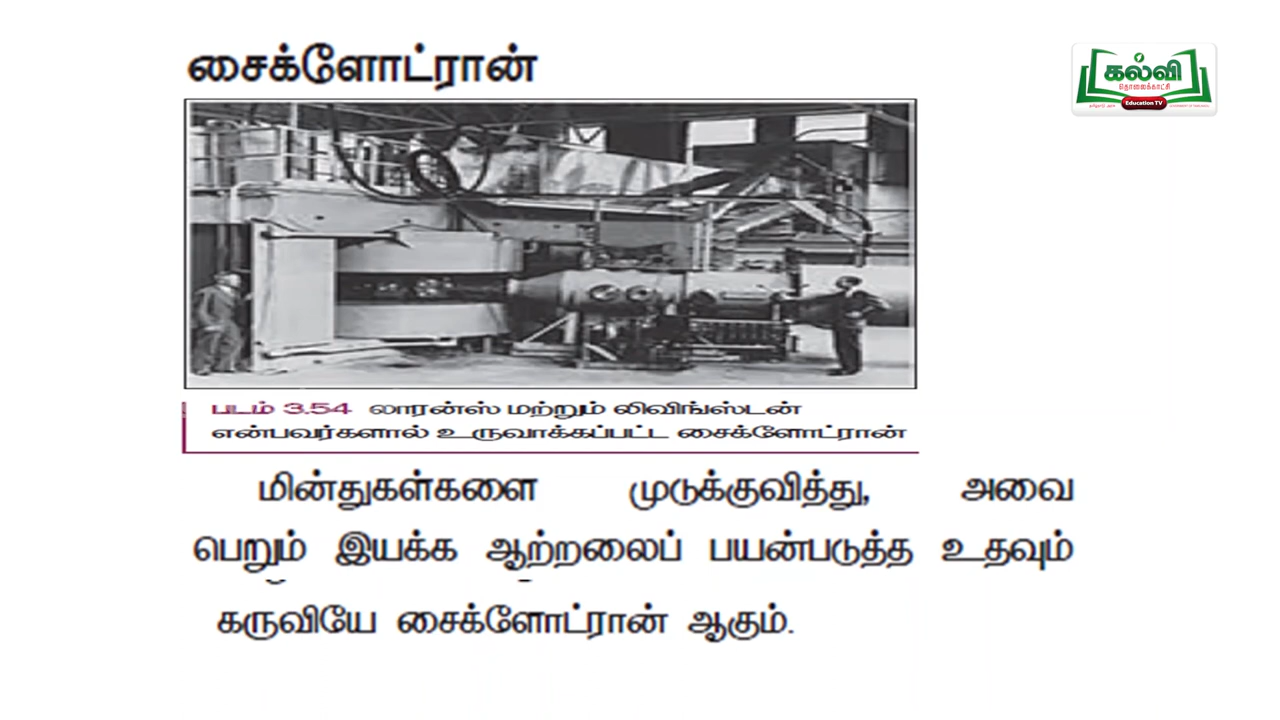 சைக்ளோட்ரான்
கல்வி
தொலைக்காட்சி
Education TV
படம் 3.54 லாரன்ஸ் மற்றும் லிவிங்ஸ்டன்
என்பவர்களால் உருவாக்கப்பட்ட சைக்ளோட்ரான்
மின்துகள்களை முடுக்குவித்து, அவை
பெறும் இயக்க ஆற்றலைப் பயன்படுத்த உதவும்
கருவியே சைக்ளோட்ரான் ஆகும்.